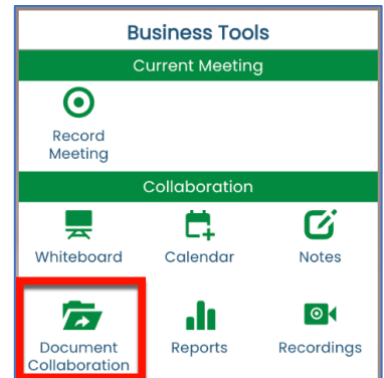 Business Tools
Current Meeting
Record
Meeting
Collaboration
Whiteboard Calendar Notes
Document Reports Recordings
Collaboration